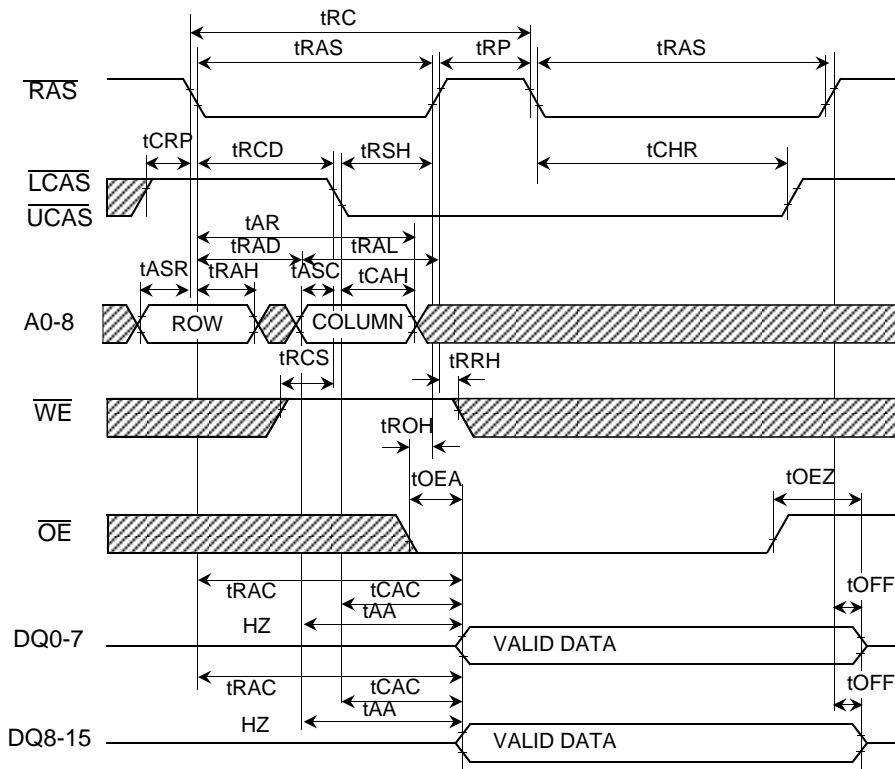 tRC
tRAS tRP tRAS
RAS
tCRP tRCD tRSH tCHR
LCAS
UCAS
tAR
tRAD tRAL
tASR tRAH tASC tCAH
A0-8 ROW COLUMN
tRCS tRRH
WE
tROH
tOEA tOEZ
OE
tRAC tCAC tOFF
tAA
HZ
DQ0-7 VALID DATA
tRAC tCAC tOFF
tAA
HZ
DQ8-15 VALID DATA